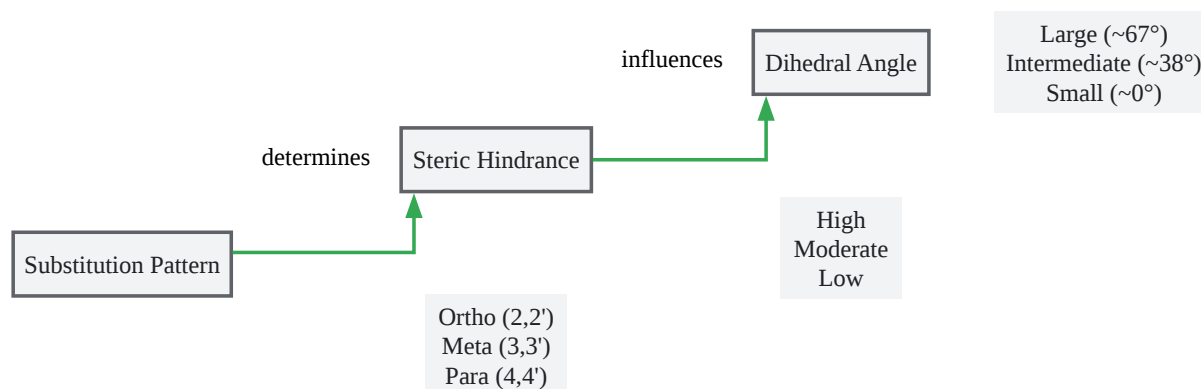 Large (~67°)
Intermediate (~38°)
Small (~0°)
influences
Dihedral Angle
determines
Steric Hindrance
High
Moderate
Low
Substitution Pattern
Ortho (2,2')
Meta (3,3')
Para (4,4')